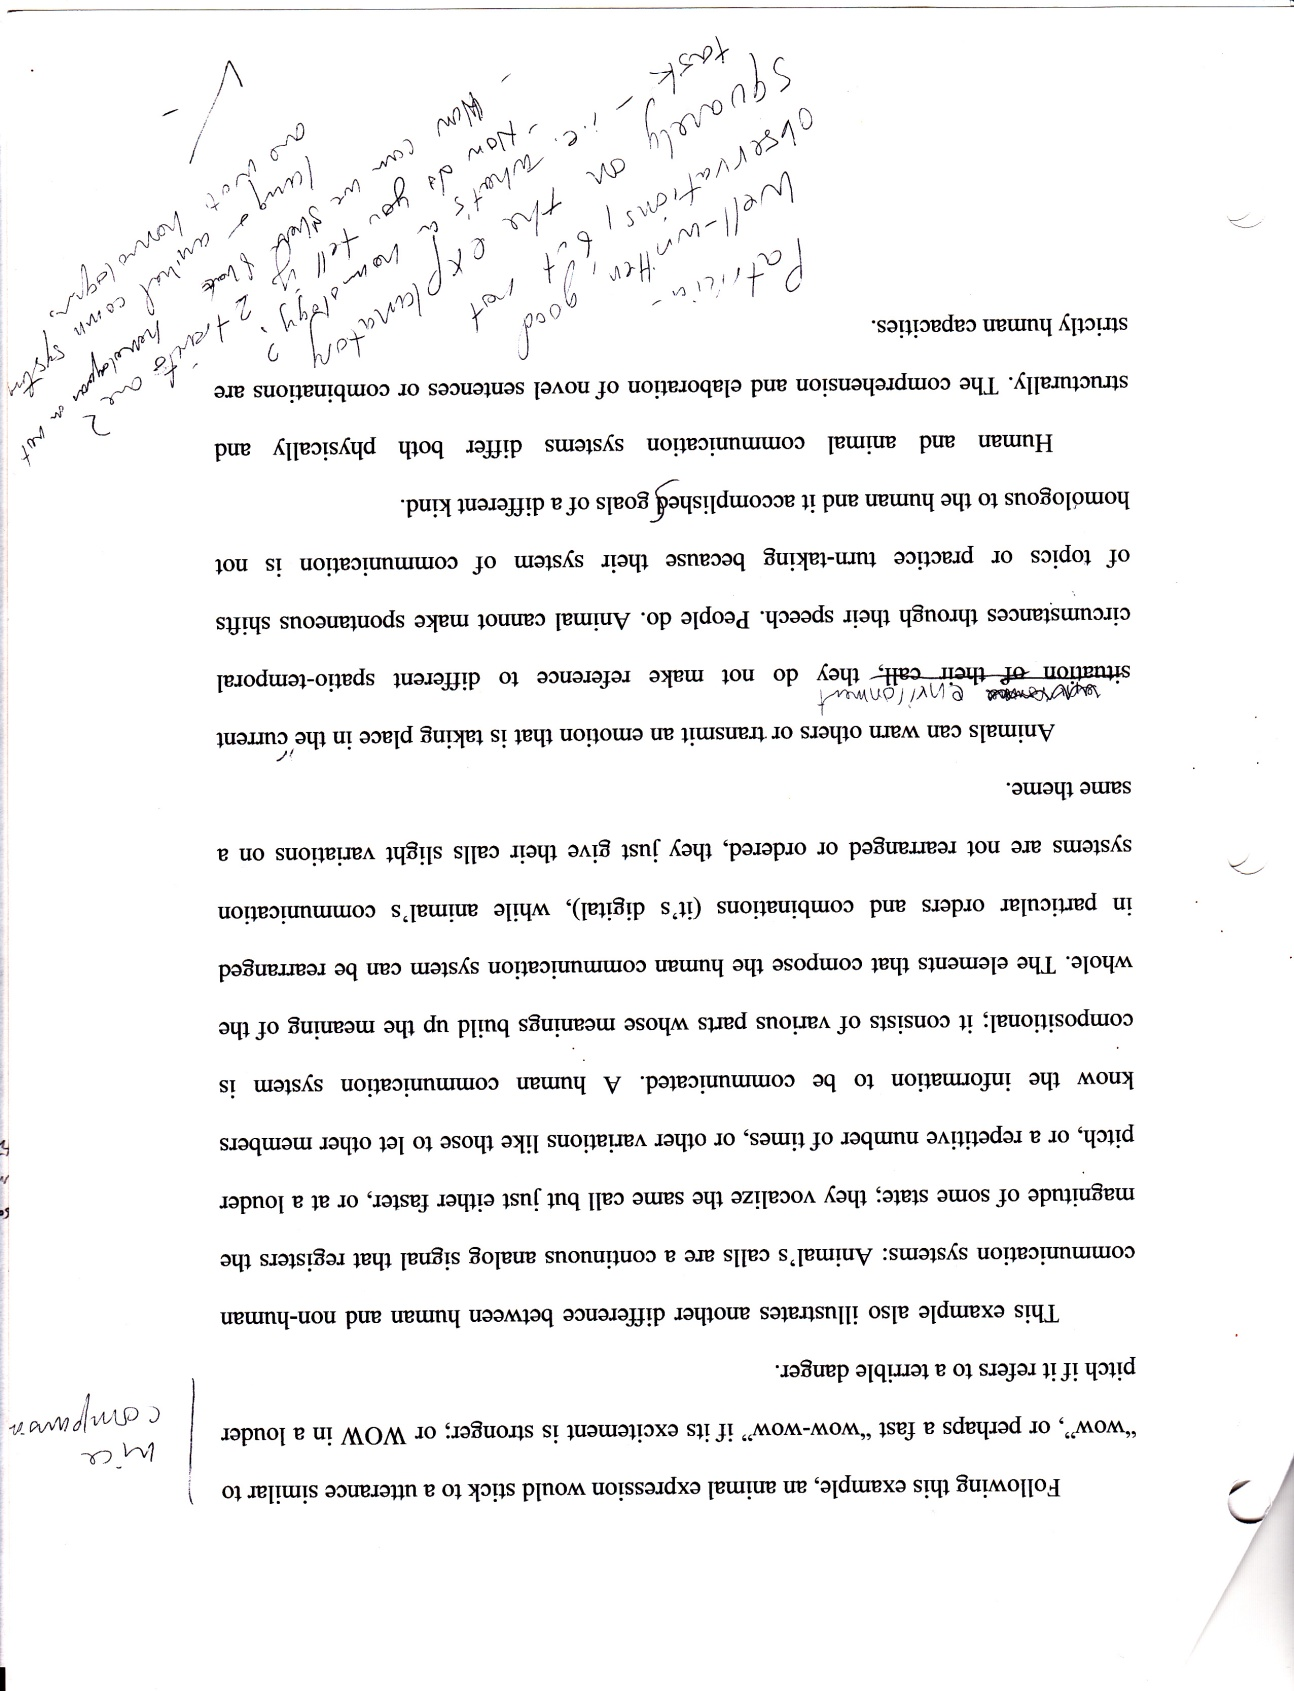 Following this example, an animal expression would stick to a utterance similar to
“wow”, or perhaps a fast “wow-wow” if its excitement is stronger; or WOW in a louder
pitch if it refers to a terrible danger.
nice
comparison
This example also illustrates another difference between human and non-human
communication systems: Animal’s calls are a continuous analog signal that registers the
magnitude of some state; they vocalize the same call but just either faster, or at a louder
pitch, or a repetitive number of times, or other variations like those to let other members
know the information to be communicated. A human communication system is
compositional; it consists of various parts whose meanings build up the meaning of the
whole. The elements that compose the human communication system can be rearranged
in particular orders and combinations (it’s digital), while animal’s communication
systems are not rearranged or ordered, they just give their calls slight variations on a
same theme.
Animals can warn others or transmit an emotion that is taking place in the current
environment
situation of their call, they do not make reference to different spatio-temporal
circumstances through their speech. People do. Animal cannot make spontaneous shifts
of topics or practice turn-taking because their system of communication is not
homologous to the human and it accomplished goals of a different kind.
Human and animal communication systems differ both physically and
structurally. The comprehension and elaboration of novel sentences or combinations are
strictly human capacities.
Patricia -
well-written, good
observations, but not
squarely on the explanatory
task - i.e. what's a homology?
- How do you tell if 2 traits are
- How can we show that
lang & animal comm systems
are not homologous